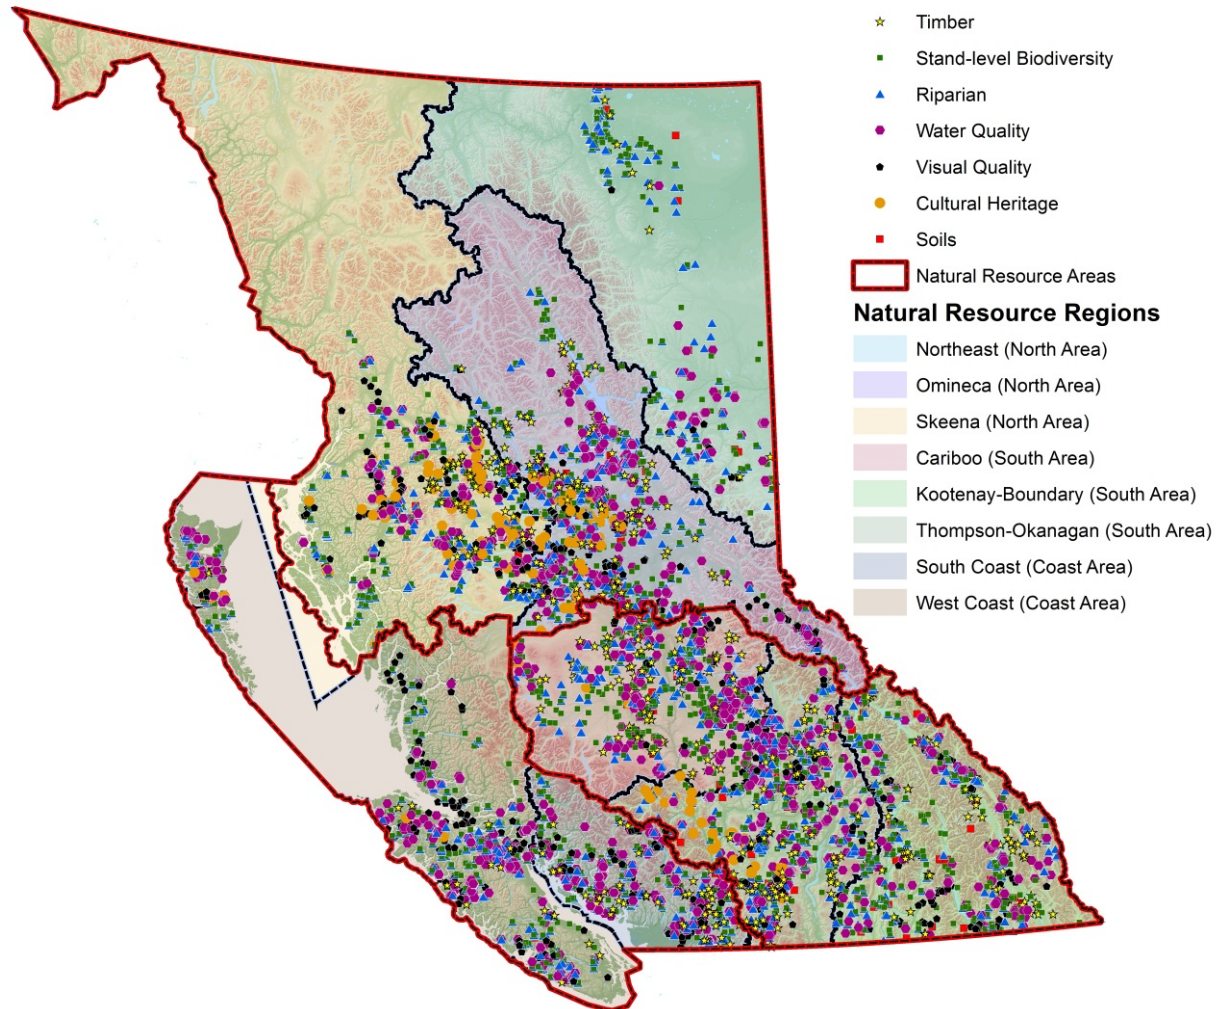 Timber
Stand-level Biodiversity
Riparian
Water Quality
Visual Quality
Cultural Heritage
Soils
Natural Resource Areas
Natural Resource Regions
Northeast (North Area)
Omineca (North Area)
Skeena (North Area)
Cariboo (South Area)
Kootenay-Boundary (South Area)
Thompson-Okanagan (South Area)
South Coast (Coast Area)
West Coast (Coast Area)